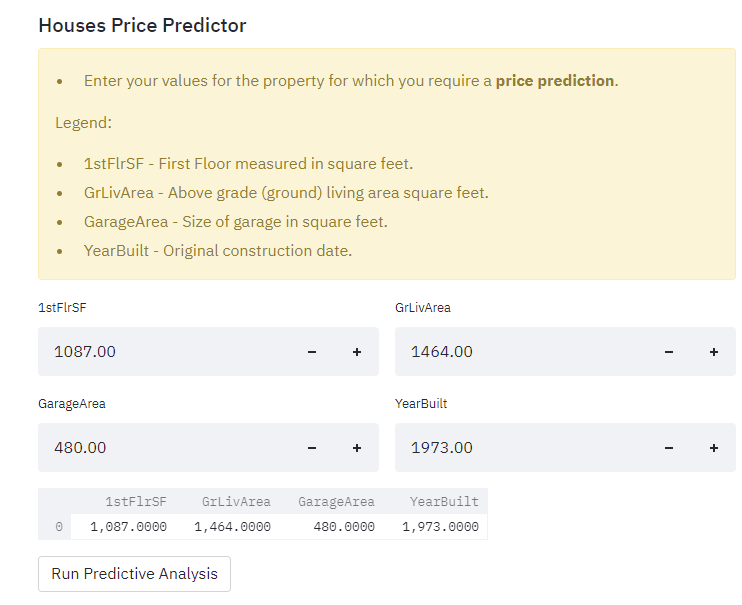 Houses Price Predictor
• Enter your values for the property for which you require a price prediction.
Legend:
• 1stFlrSF - First Floor measured in square feet.
• GrLivArea - Above grade (ground) living area square feet.
• GarageArea - Size of garage in square feet.
• YearBuilt - Original construction date.
1stFlrSF GrLivArea
1087.00 - + 1464.00 - +
GarageArea YearBuilt
480.00 - + 1973.00 - +
1stFlrSF GrLivArea GarageArea YearBuilt
0 1,087.0000 1,464.0000 480.0000 1,973.0000
Run Predictive Analysis